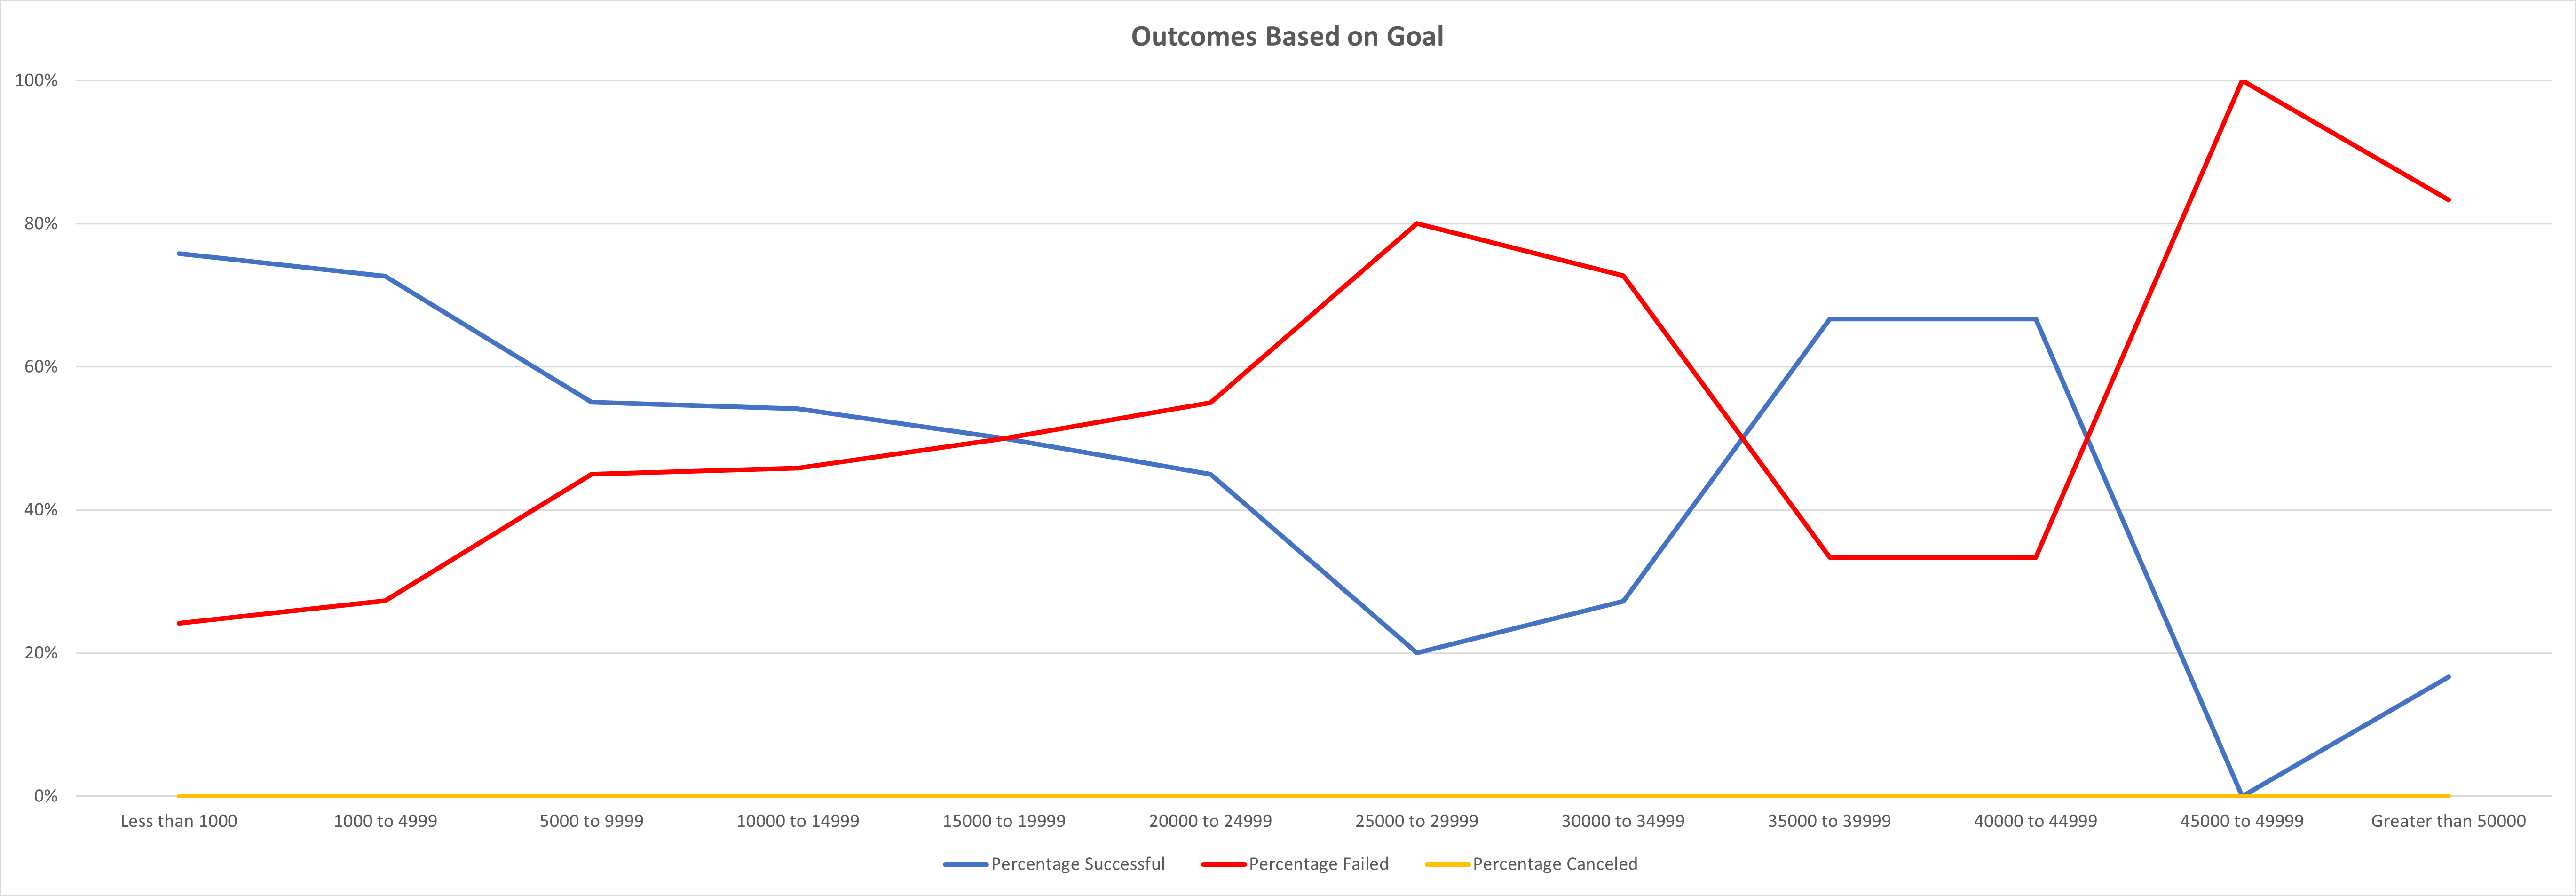 Outcomes Based on Goal
100%
80%
60%
40%
20%
0%
Less than 1000 1000 to 4999 5000 to 9999 10000 to 14999 15000 to 19999 20000 to 24999 25000 to 29999 30000 to 34999 35000 to 39999 40000 to 44999 45000 to 49999 Greater than 50000
Percentage Successful Percentage Failed Percentage Canceled